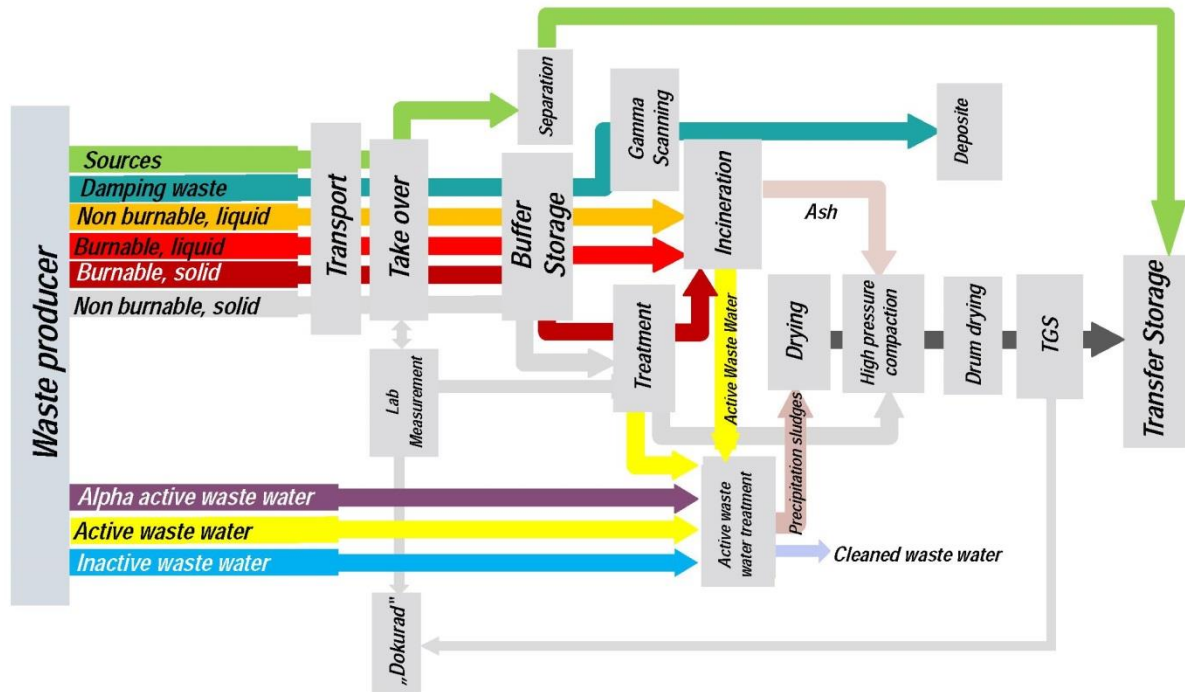 Waste producer
Sources
Damping waste
Non burnable, liquid
Burnable, liquid
Burnable, solid
Non burnable, solid
Alpha active waste water
Active waste water
Inactive waste water
Transport
Take over
Lab
Measurement
„Dokurad"
Separation
Buffer
Storage
Gamma
Scanning
Treatment
Incineration
Active Waste Water
Active waste
water treatment
Ash
Drying
Precipitation sludges
Cleaned waste water
High pressure
compaction
Drum drying
Deposite
TGS
Transfer Storage